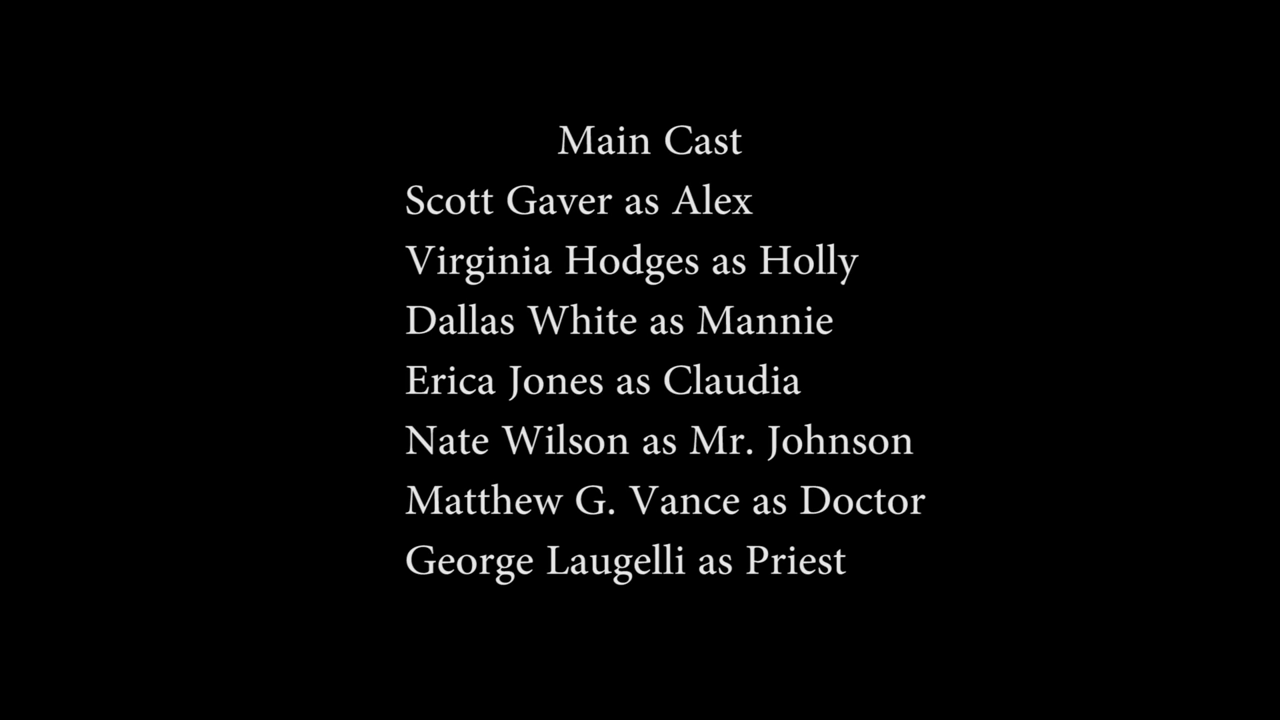 Main Cast
Scott Gaver as Alex
Virginia Hodges as Holly
Dallas White as Mannie
Erica Jones as Claudia
Nate Wilson as Mr. Johnson
Matthew G. Vance as Doctor
George Laugelli as Priest